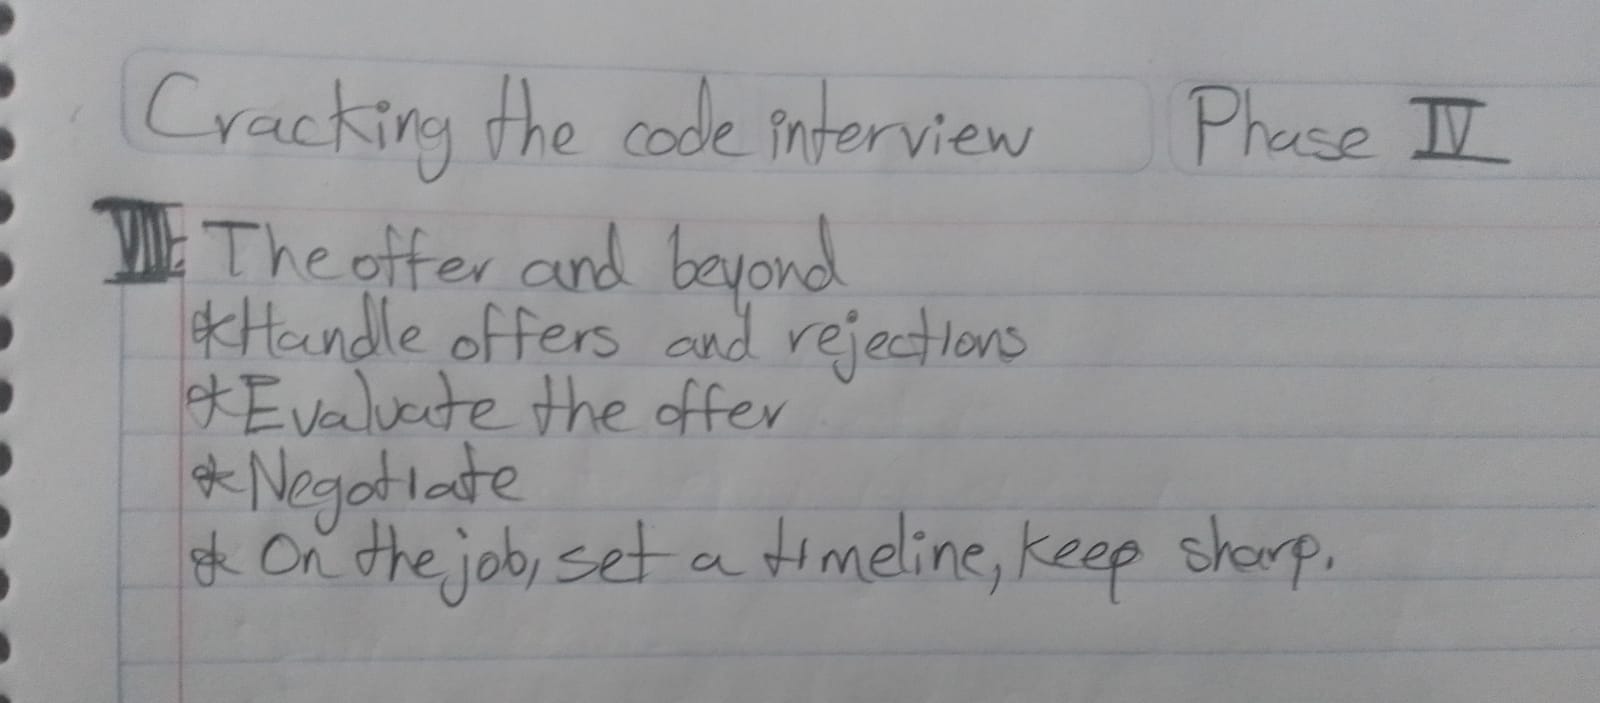 Cracking the code interview Phase IV
VIII: The offer and beyond
*Handle offers and rejections
*Evaluate the offer
*Negotiate
* On the job, set a timeline, keep sharp.